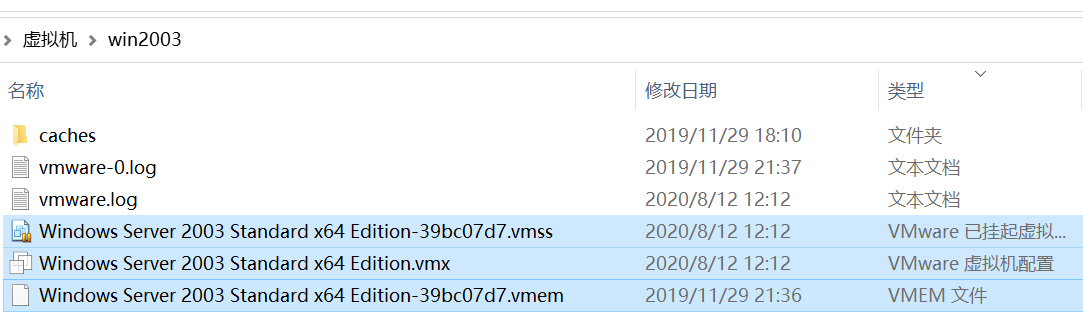 虚拟机 win2003
名称 修改日期 类型
caches 2019/11/29 18:10 文件夹
vmware-0.log 2019/11/29 21:37 文本文档
vmware.log 2020/8/12 12:12 文本文档
Windows Server 2003 Standard x64 Edition-39bc07d7.vmss 2020/8/12 12:12 VMware 已挂起虚拟...
Windows Server 2003 Standard x64 Edition.vmx 2020/8/12 12:12 VMware 虚拟机配置
Windows Server 2003 Standard x64 Edition-39bc07d7.vmem 2019/11/29 21:36 VMEM 文件